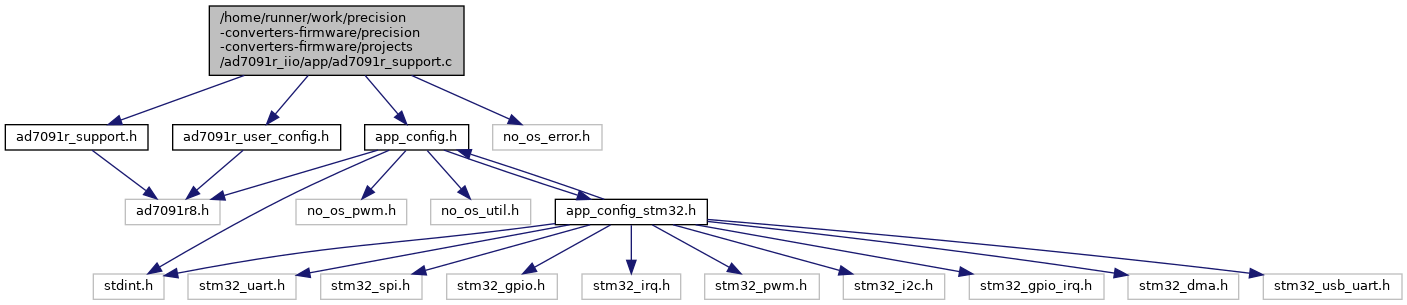 /home/runner/work/precision
-converters-firmware/precision
-converters-firmware/projects
/ad7091r_iio/app/ad7091r_support.c
ad7091r_support.h
ad7091r_user_config.h
app_config.h
no_os_error.h
ad7091r8.h
no_os_pwm.h
no_os_util.h
app_config_stm32.h
stdint.h
stm32_uart.h
stm32_spi.h
stm32_gpio.h
stm32_irq.h
stm32_pwm.h
stm32_i2c.h
stm32_gpio_irq.h
stm32_dma.h
stm32_usb_uart.h